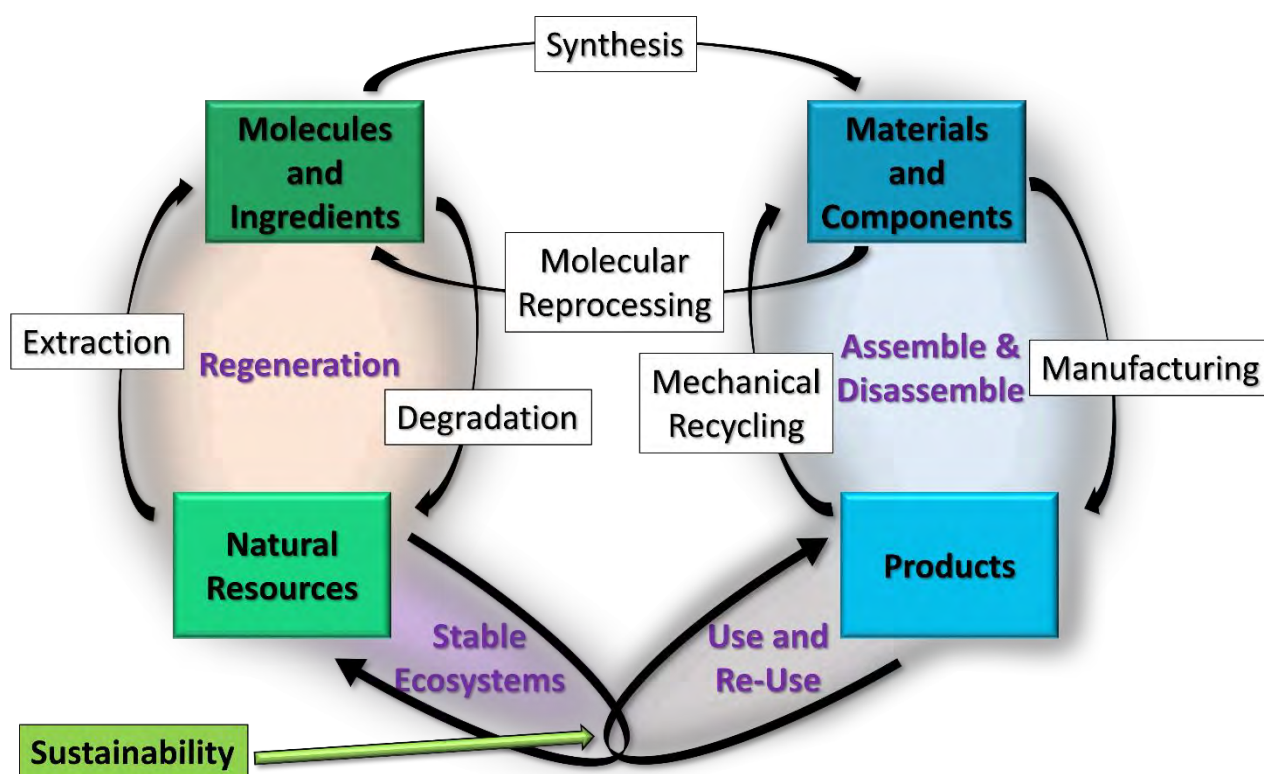 Synthesis
Molecules
and
Ingredients
Materials
and
Components
Molecular
Reprocessing
Extraction
Regeneration
Degradation
Mechanical
Recycling
Assemble &
Disassemble
Manufacturing
Natural
Resources
Products
Stable
Ecosystems
Use and
Re-Use
Sustainability